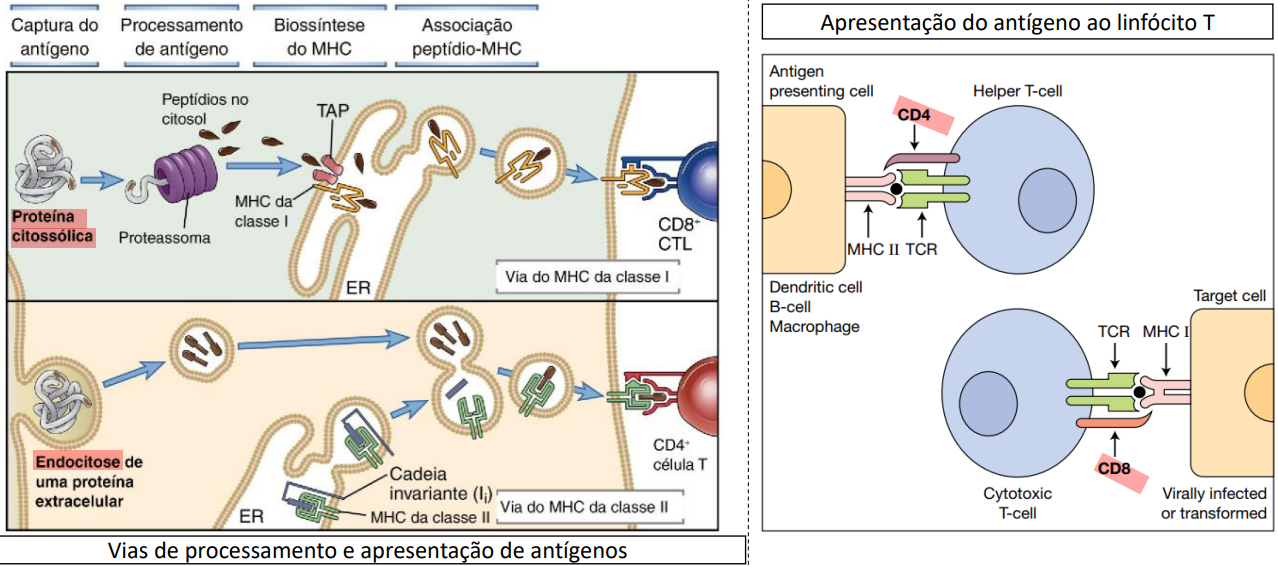 Captura do
antígeno
Processamento
de antígeno
Biossíntese
do MHC
Associação
peptídio-MHC
Peptídios no
citosol
TAP
MHC da
classe I
Proteína
citossólica
Proteassoma
ER
CD8+
CTL
Via do MHC da classe I
Endocitose de
uma proteína
extracelular
ER
Cadeia
invariante (Ii)
MHC da classe II
CD4+
célula T
Via do MHC da classe II
Vias de processamento e apresentação de antígenos
Apresentação do antígeno ao linfócito T
Antigen
presenting cell
Helper T-cell
CD4
MHC II
TCR
Dendritic cell
B-cell
Macrophage
Target cell
TCR
MHC I
CD8
Cytotoxic
T-cell
Virally infected
or transformed